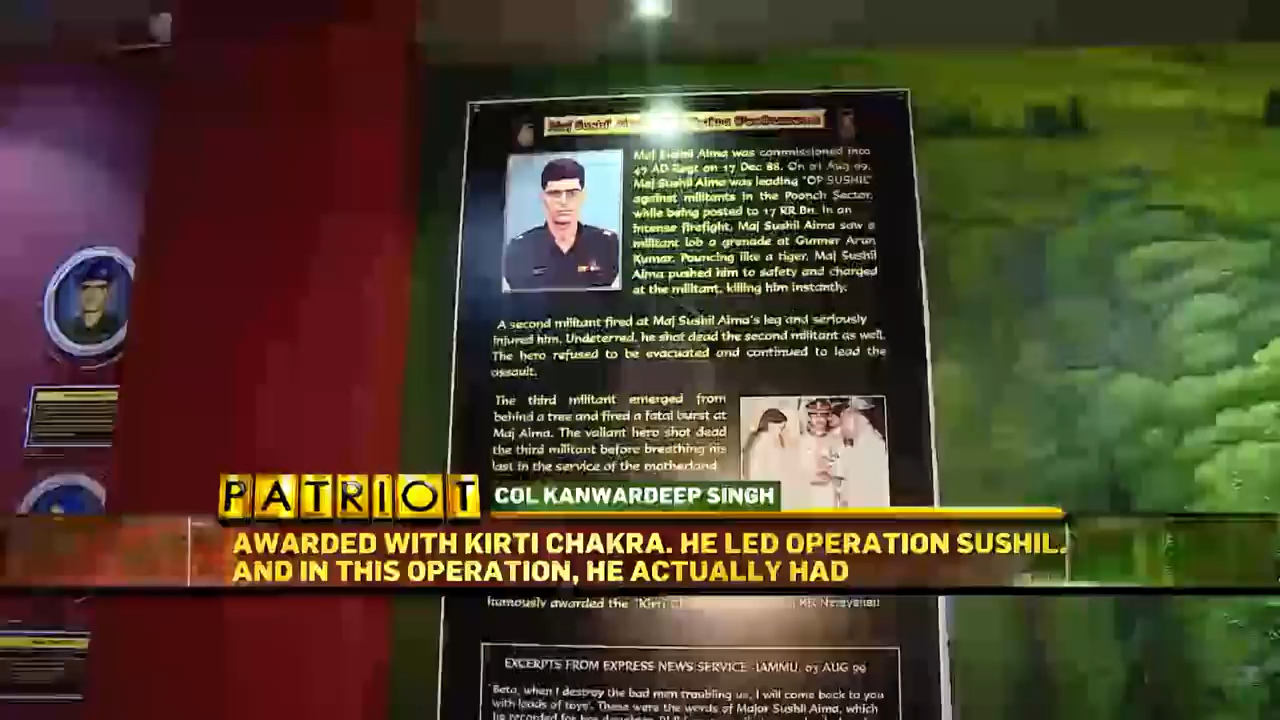 Maj Sushil Aima was commissioned into
47 AD Regt on 17 Dec 88. On 01 Aug 99,
Maj Sushil Aima was leading "OP SUSHIL"
against militants in the Poonch Sector,
while being posted to 17 RR Bn. In an
intense firefight, Maj Sushil Aima saw a
militant lob a grenade at Gunner Arun
Kumar. Pouncing like a tiger, Maj Sushil
Aima pushed him to safety and charged
at the militant, killing him instantly.
A second militant fired at Maj Sushil Aima's leg and seriously
injured him. Undeterred, he shot dead the second militant as well.
The hero refused to be evacuated and continued to lead the
assault.
The third militant emerged from
behind a tree and fired a fatal burst at
Maj Aima. The valiant hero shot dead
the third militant before breathing his
last in the service of the motherland
PATRIOT
COL KANWARDEEP SINGH
AWARDED WITH KIRTI CHAKRA. HE LED OPERATION SUSHIL.
AND IN THIS OPERATION, HE ACTUALLY HAD
humously awarded the "Kirti
EXCERPTS FROM EXPRESS NEWS SERVICE - JAMMU, 03 AUG 99
"Beta, when I destroy the bad men troubling us, I will come back to you
with loads of toys". These were the words of Major Sushil Aima, which